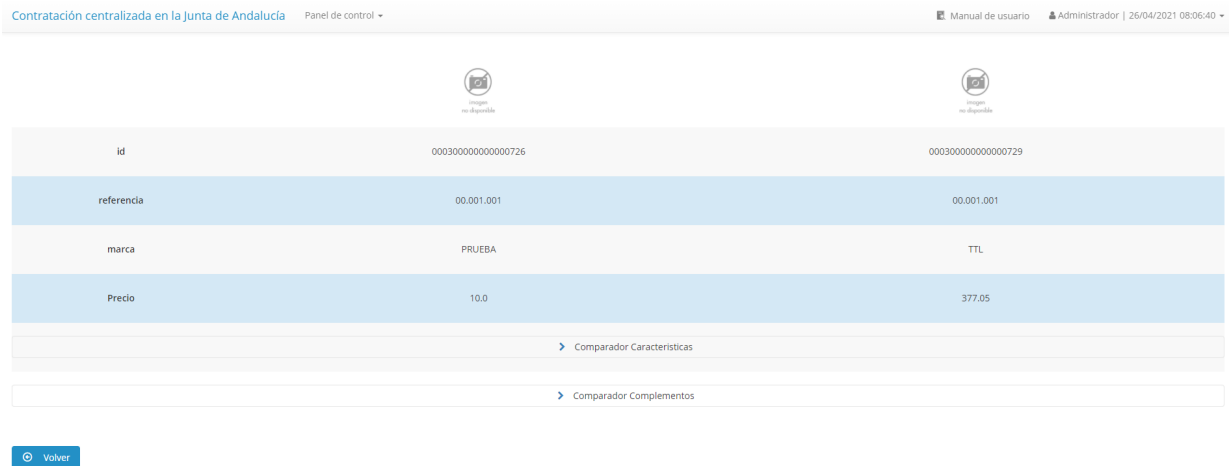 Contratación centralizada en la Junta de Andalucía Panel de control Manual de usuario Administrador | 26/04/2021 08:06:40
imagen imagen
no disponible no disponible
id 000300000000000726 000300000000000729
referencia 00.001.001 00.001.001
marca PRUEBA TTL
Precio 10.0 377.05
Comparador Caracteristicas
Comparador Complementos
Volver